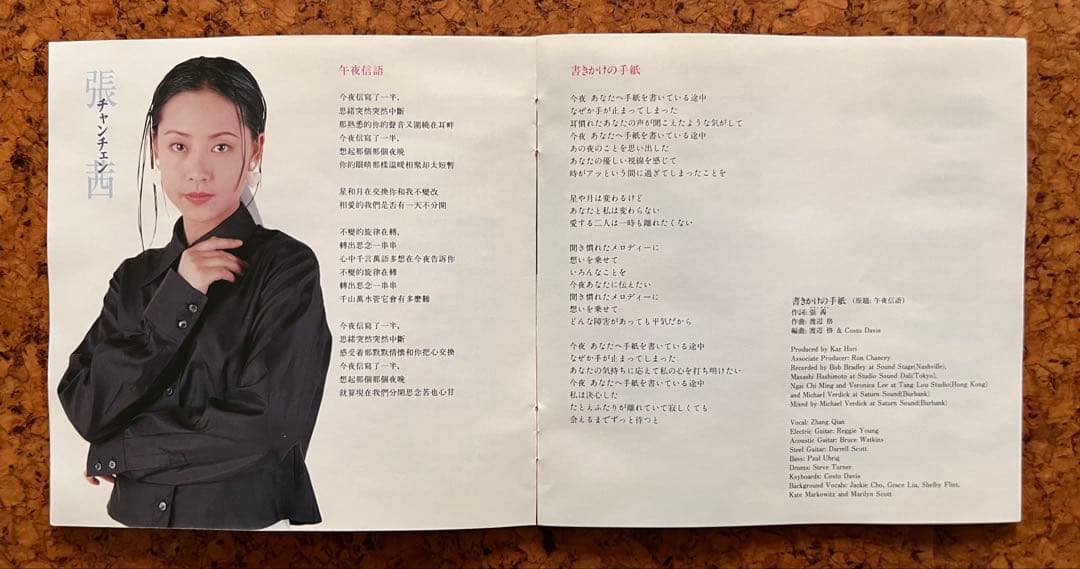 張茜
チャンチェン
午夜信語
今夜信寫了一半,
思緒突然突然中斷
那熟悉的你的聲音又圍繞在耳畔
今夜信寫了一半,
想起那個那個夜晚
你的眼睛那樣溫暖相聚却太短暫
星和月在交換你和我不變改
相愛的我們是否有一天不分開
不變的旋律在轉,
轉出思念一串串
心中千言萬語多想在今夜告訴你
不變的旋律在轉
轉出思念一串串
千山萬水管它會有多麼難
今夜信寫了一半,
思緒突然突然中斷
感受着那默默情懷和你把心交換
今夜信寫了一半,
想起那個那個夜晚
就算現在我們分開思念苦也心甘
書きかけの手紙
今夜 あなたへ手紙を書いている途中
なぜか手が止まってしまった
耳慣れたあなたの声が聞こえたような気がして
今夜 あなたへ手紙を書いている途中
あの夜のことを思い出した
あなたの優しい視線を感じて
時がアッという間に過ぎてしまったことを
星や月は変わるけど
あなたと私は変わらない
愛する二人は一時も離れたくない
聞き慣れたメロディーに
想いを乗せて
いろんなことを
今夜あなたに伝えたい
聞き慣れたメロディーに
想いを乗せて
どんな障害があっても平気だから
今夜 あなたへ手紙を書いている途中
なぜか手が止まってしまった
あなたの気持ちに応えて私の心を打ち明けたい
今夜 あなたへ手紙を書いている途中
私は決心した
たとえふたりが離れていて寂しくても
会えるまでずっと待つと
書きかけの手紙 (原題: 午夜信語)
作詞: 張 茜
作曲: 渡辺 格
編曲: 渡辺 格 & Costo Davis
Produced by Kaz Hori
Associate Producer: Ron Chancey
Recorded by Bob Bradley at Sound Stage(Nashville),
Masashi Hashimoto at Studio Sound Dali(Tokyo),
Ngai Chi Ming and Veronica Lee at Tang Lou Studio(Hong Kong)
and Michael Verdick at Saturn Sound(Burbank)
Mixed by Michael Verdick at Saturn Sound(Burbank)
Vocal: Zhang Qian
Electric Guitar: Reggie Young
Acoustic Guitar: Bruce Watkins
Steel Guitar: Darrell Scott
Bass: Paul Uhrig
Drums: Steve Turner
Keyboards: Costo Davis
Background Vocals: Jackie Cho, Grace Liu, Shelby Flint,
Kate Markowitz and Marilyn Scott